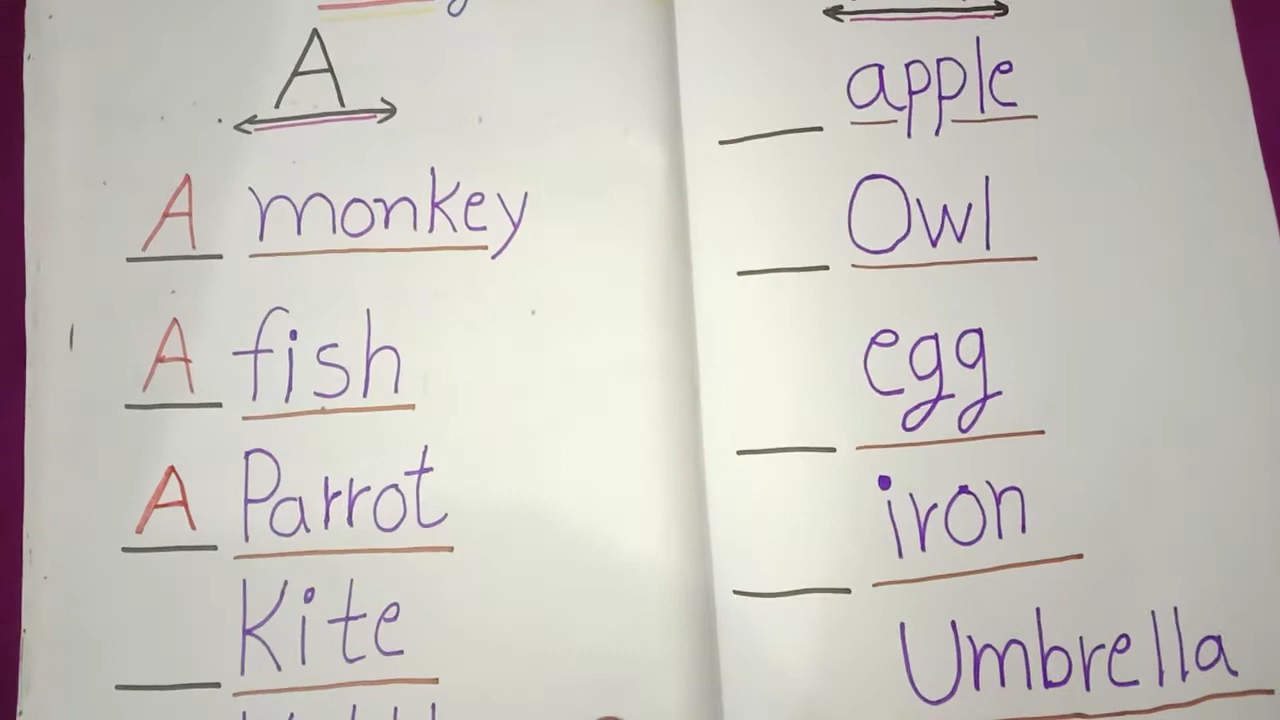 A
A monkey
A fish
A Parrot
Kite
apple
Owl
egg
iron
Umbrella